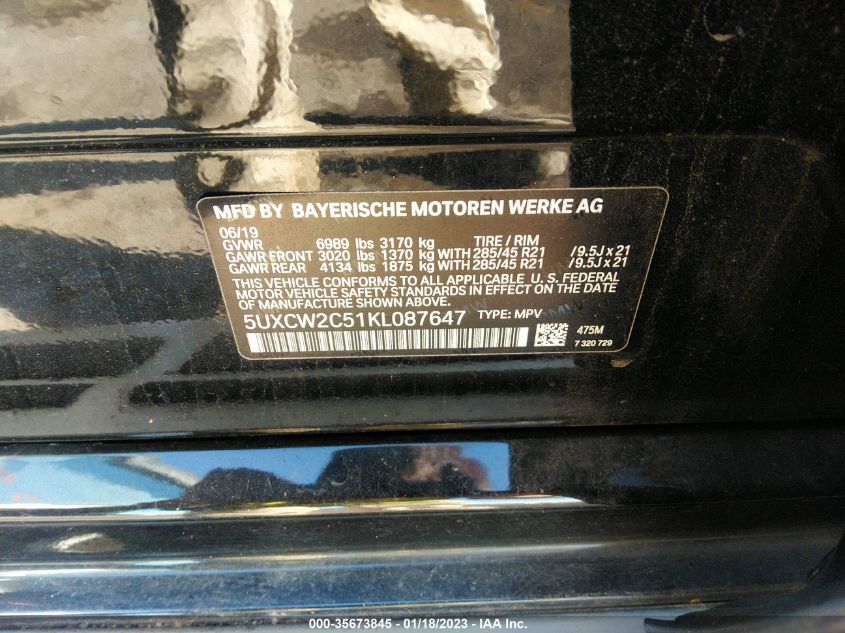 MFD BY BAYERISCHE MOTOREN WERKE AG
06/19
GVWR 6989 lbs 3170 kg TIRE / RIM
GAWR FRONT 3020 lbs 1370 kg WITH 285/45 R21 /9.5J x 21
GAWR REAR 4134 lbs 1875 kg WITH 285/45 R21 /9.5J x 21
THIS VEHICLE CONFORMS TO ALL APPLICABLE U. S. FEDERAL
MOTOR VEHICLE SAFETY STANDARDS IN EFFECT ON THE DATE OF
MANUFACTURE SHOWN ABOVE.
5UXCW2C51KL087647 TYPE: MPV
475M
7 320 729
000-35673845 - 01/18/2023 - IAA Inc.